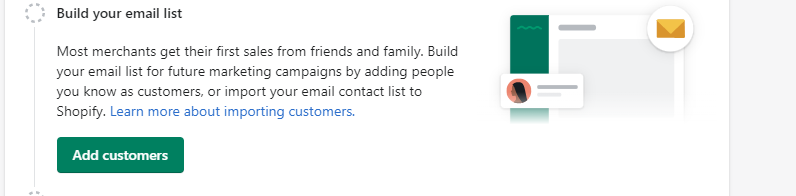 Build your email list
Most merchants get their first sales from friends and family. Build
your email list for future marketing campaigns by adding people
you know as customers, or import your email contact list to
Shopify. Learn more about importing customers.
Add customers